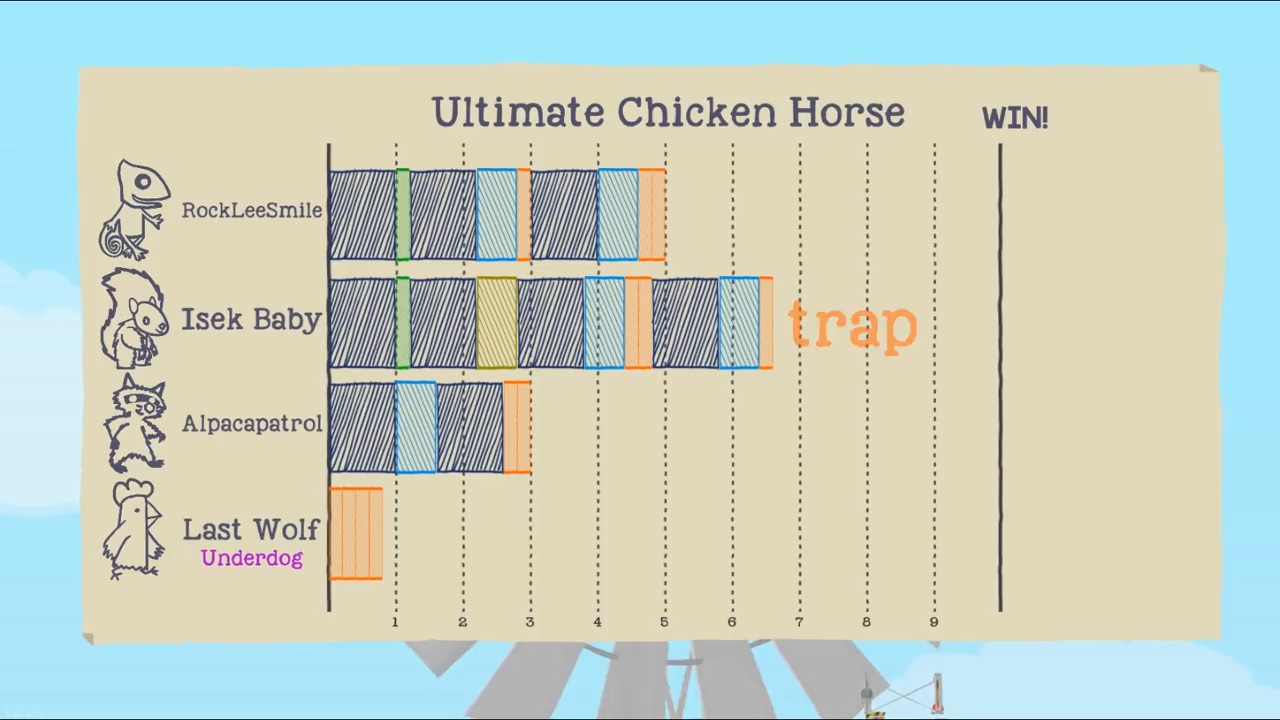 Ultimate Chicken Horse
WIN!
RockLeeSmile
Isek Baby
trap
Alpacapatrol
Last Wolf
Underdog
1 2 3 4 5 6 7 8 9